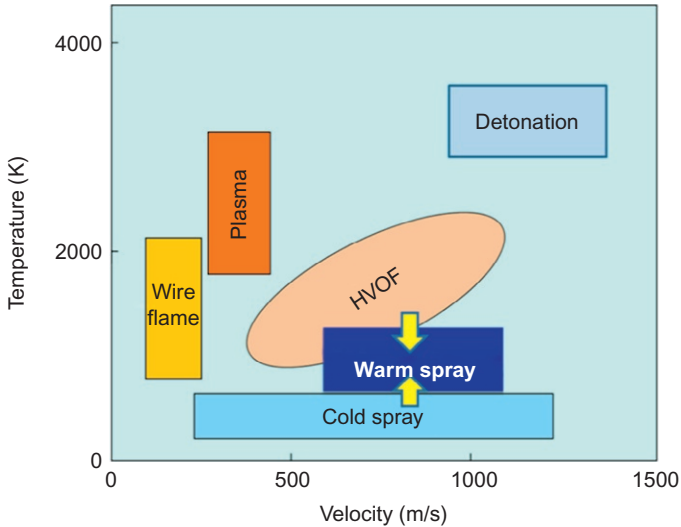 4000
Detonation
Plasma
Temperature (K)
2000
Wire
flame
HVOF
Warm spray
Cold spray
0
0
500
1000
1500
Velocity (m/s)